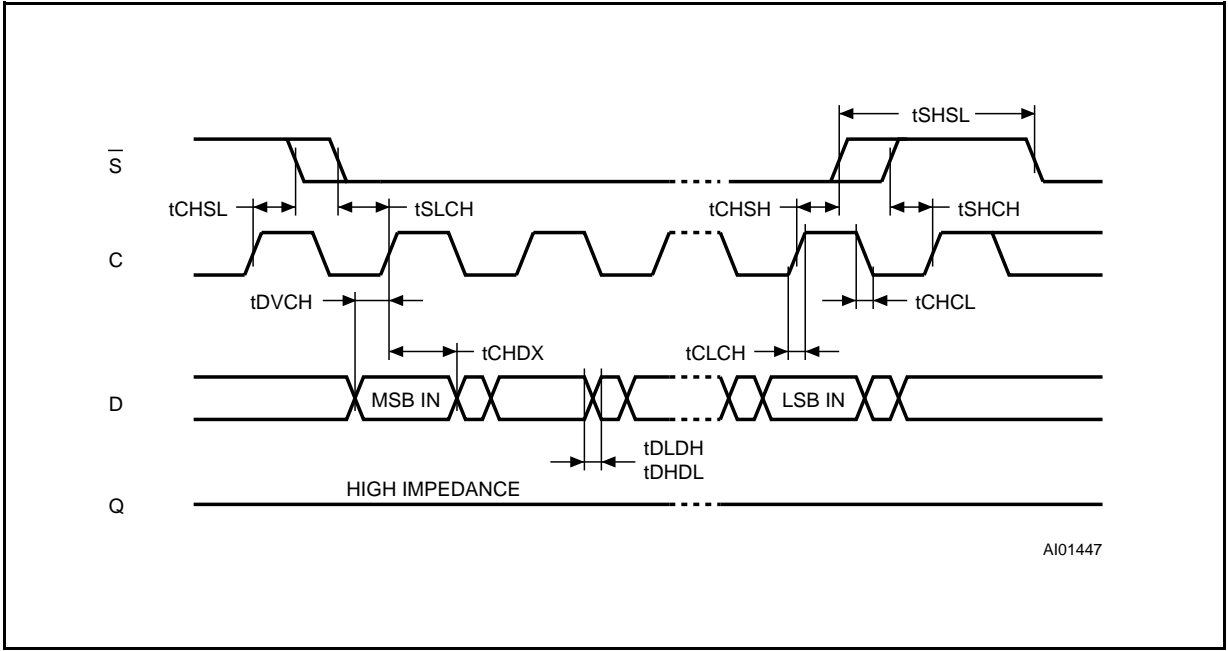 tSHSL
S̅
tCHSL
tSLCH
tCHSH
tSHCH
C
tDVCH
tCHCL
tCHDX
tCLCH
D
MSB IN
LSB IN
tDLDH
tDHDL
HIGH IMPEDANCE
Q
AI01447